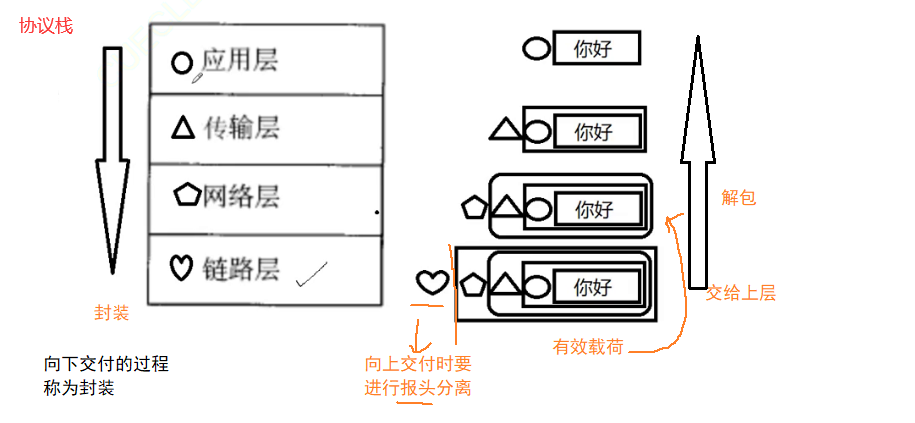 协议栈
应用层
传输层
网络层
链路层
封装
向下交付的过程
称为封装
你好
你好
你好
你好
解包
交给上层
有效载荷
向上交付时要
进行报头分离